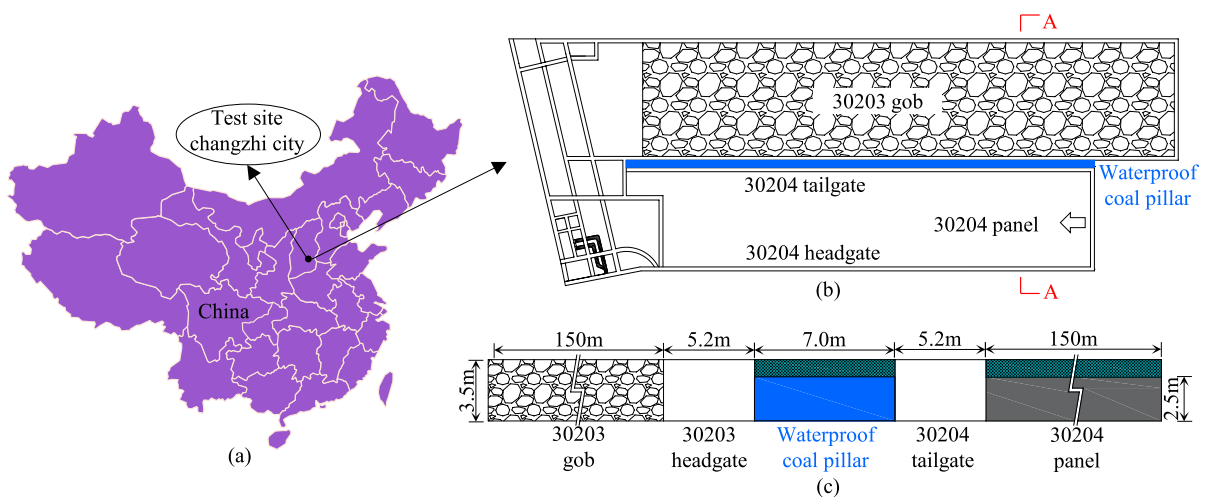 Test site
changzhi city
China
(a)
A
30203 gob
Waterproof
coal pillar
30204 tailgate
30204 panel
30204 headgate
A
(b)
150m
5.2m
7.0m
5.2m
150m
3.5m
2.5m
30203
gob
30203
headgate
Waterproof
coal pillar
30204
tailgate
30204
panel
(c)